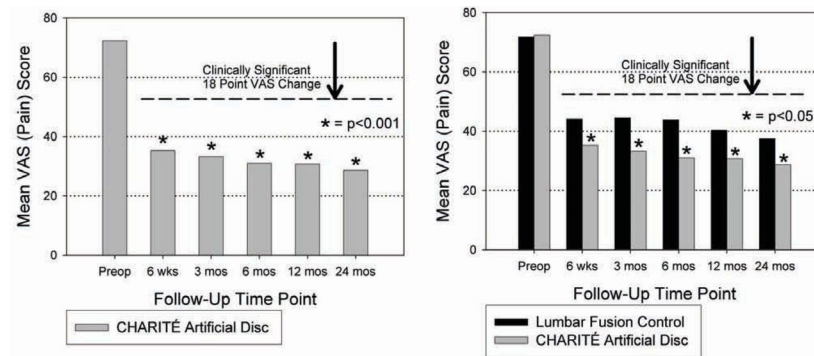 80
60
40
20
0
Mean VAS (Pain) Score
Clinically Significant
18 Point VAS Change
* = p<0.001
* * * * *
Preop 6 wks 3 mos 6 mos 12 mos 24 mos
Follow-Up Time Point
CHARITÉ Artificial Disc
80
60
40
20
0
Mean VAS (Pain) Score
Clinically Significant
18 Point VAS Change
* = p<0.05
* * * * *
Preop 6 wks 3 mos 6 mos 12 mos 24 mos
Follow-Up Time Point
Lumbar Fusion Control
CHARITÉ Artificial Disc